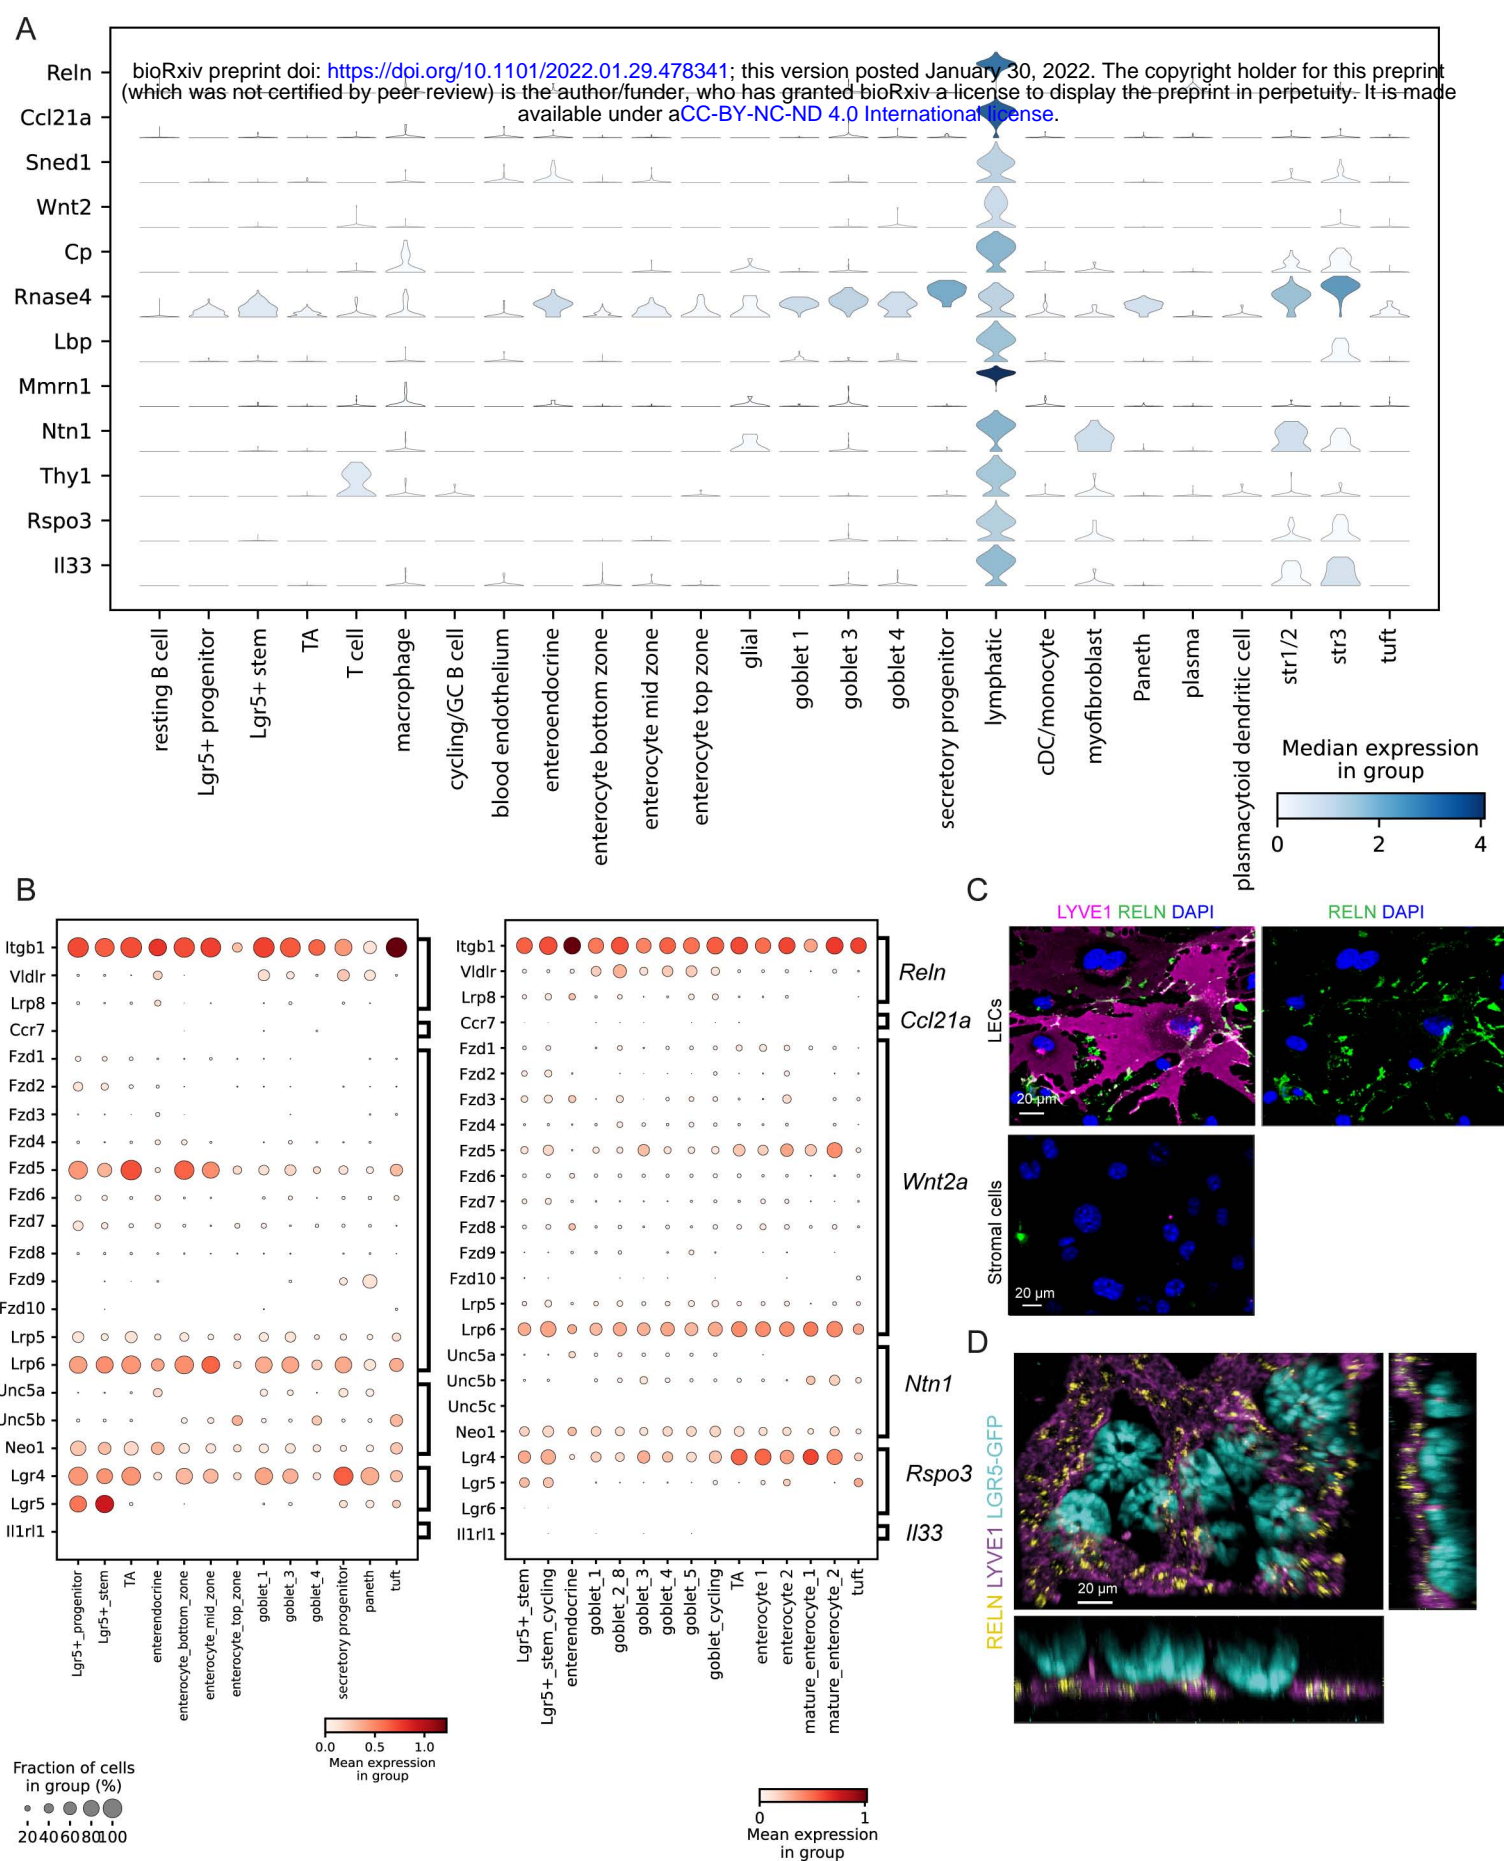 A
bioRxiv preprint doi: https://doi.org/10.1101/2022.01.29.478341; this version posted January 30, 2022. The copyright holder for this preprint
(which was not certified by peer review) is the author/funder, who has granted bioRxiv a license to display the preprint in perpetuity. It is made
available under aCC-BY-NC-ND 4.0 International license.
Reln
Ccl21a
Sned1
Wnt2
Cp
Rnase4
Lbp
Mmrn1
Ntn1
Thy1
Rspo3
Il33
resting B cell
Lgr5+ progenitor
Lgr5+ stem
TA
T cell
macrophage
cycling/GC B cell
blood endothelium
enteroendocrine
enterocyte bottom zone
enterocyte mid zone
enterocyte top zone
glial
goblet 1
goblet 3
goblet 4
secretory progenitor
lymphatic
cDC/monocyte
myofibroblast
Paneth
plasma
plasmacytoid dendritic cell
str1/2
str3
tuft
Median expression
in group
0 2 4
B
Itgb1
Vldlr
Lrp8
Ccr7
Fzd1
Fzd2
Fzd3
Fzd4
Fzd5
Fzd6
Fzd7
Fzd8
Fzd9
Fzd10
Lrp5
Lrp6
Unc5a
Unc5b
Neo1
Lgr4
Lgr5
Il1rl1
Lgr5+_progenitor
Lgr5+_stem
TA
enterendocrine
enterocyte_bottom_zone
enterocyte_mid_zone
enterocyte_top_zone
goblet_1
goblet_3
goblet_4
secretory progenitor
paneth
tuft
0.0 0.5 1.0
Mean expression
in group
Fraction of cells
in group (%)
20 40 60 80 100
Itgb1
Vldlr
Lrp8
Ccr7
Fzd1
Fzd2
Fzd3
Fzd4
Fzd5
Fzd6
Fzd7
Fzd8
Fzd9
Fzd10
Lrp5
Lrp6
Unc5a
Unc5b
Unc5c
Neo1
Lgr4
Lgr5
Lgr6
Il1rl1
Reln
Ccl21a
Wnt2a
Ntn1
Rspo3
Il33
Lgr5+_stem
Lgr5+_stem_cycling
enterendocrine
goblet_1
goblet_2_8
goblet_3
goblet_4
goblet_5
goblet_cycling
TA
enterocyte 1
enterocyte 2
mature_enterocyte_1
mature_enterocyte_2
tuft
0 1
Mean expression
in group
C
LYVE1 RELN DAPI
RELN DAPI
LECs
20 µm
Stromal cells
20 µm
D
RELN LYVE1 LGR5-GFP
20 µm